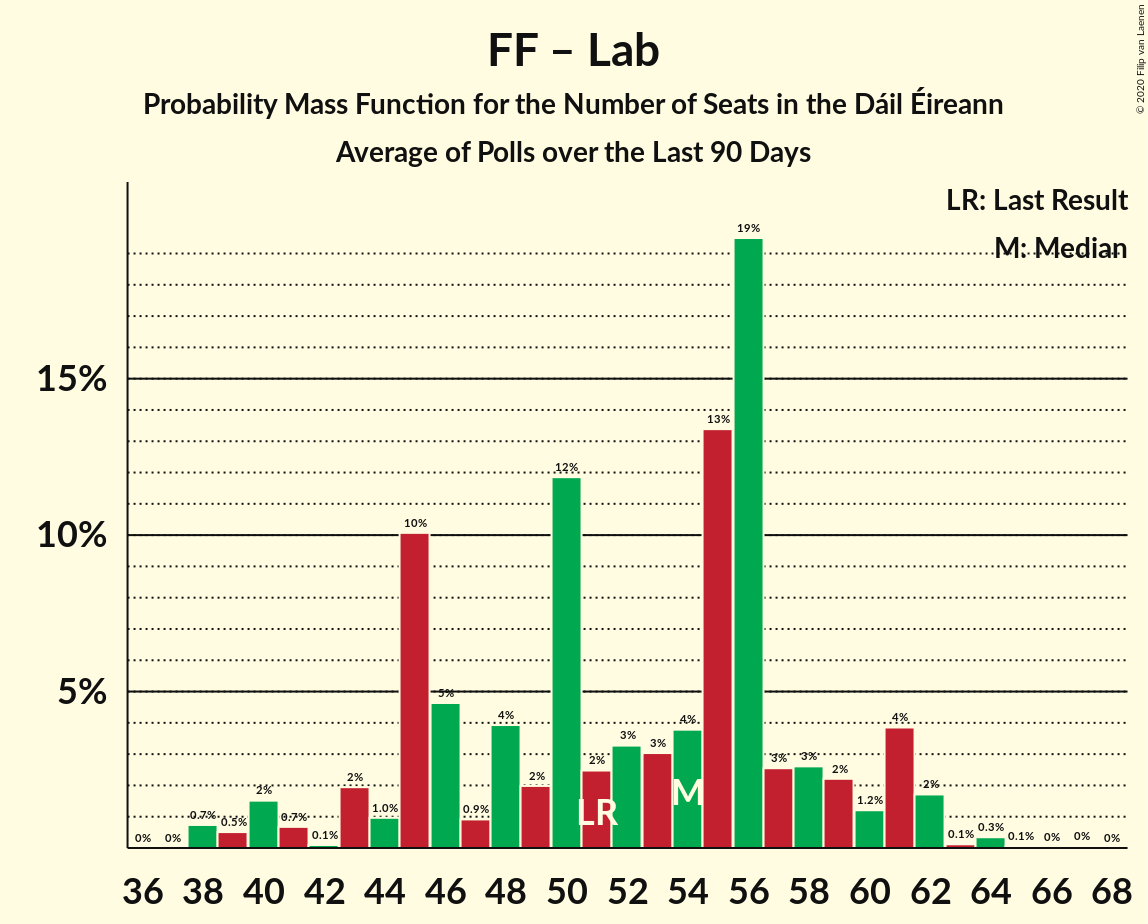 FF – Lab
Probability Mass Function for the Number of Seats in the Dáil Éireann
Average of Polls over the Last 90 Days
© 2020 Filip van Laenen
LR: Last Result
M: Median
15%
10%
5%
0% 0% 0.7% 0.5% 2% 0.7% 0.1% 2% 1.0% 10% 5% 0.9% 4% 2% 12% 2% 3% 3% 4% 13% 19% 3% 3% 2% 1.2% 4% 2% 0.1% 0.3% 0.1% 0% 0% 0%
LR
M
36 38 40 42 44 46 48 50 52 54 56 58 60 62 64 66 68